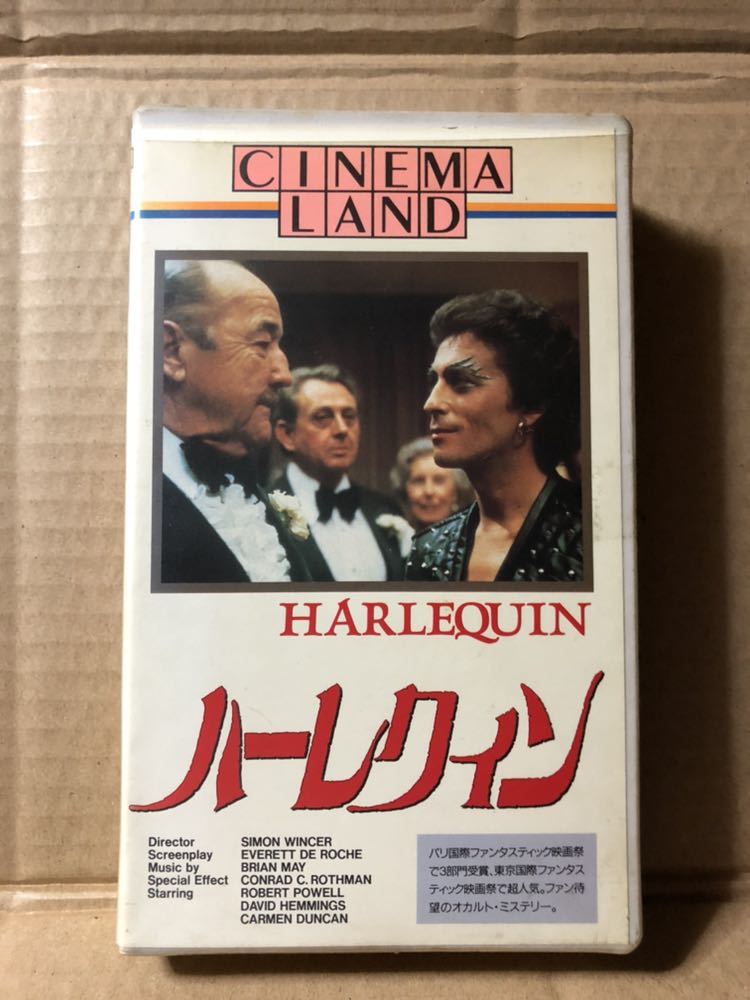 CINEMA
LAND
HARLEQUIN
ハーレクィン
Director SIMON WINCER
Screenplay EVERETT DE ROCHE
Music by BRIAN MAY
Special Effect CONRAD C. ROTHMAN
Starring ROBERT POWELL
DAVID HEMMINGS
CARMEN DUNCAN
パリ国際ファンタスティック映画祭
で3部門受賞、東京国際ファンタス
ティック映画祭で超人気。ファン待
望のオカルト・ミステリー。